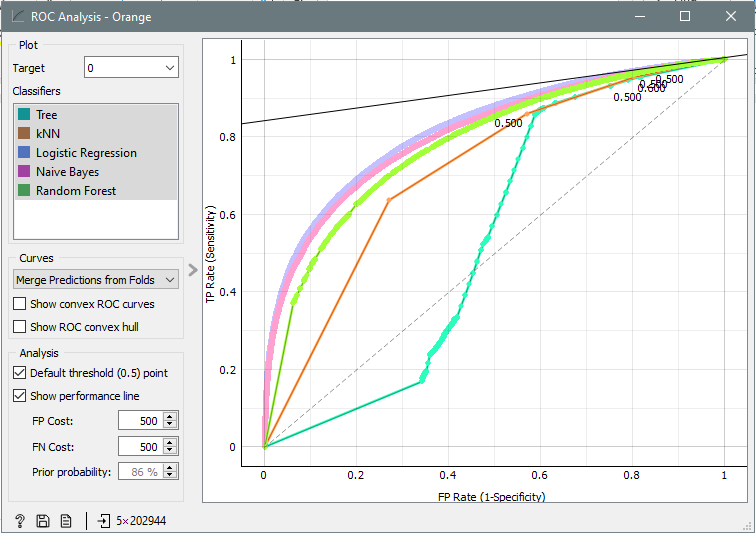 ROC Analysis - Orange
Plot
Target 0
Classifiers
Tree
kNN
Logistic Regression
Naive Bayes
Random Forest
Curves
Merge Predictions from Folds
Show convex ROC curves
Show ROC convex hull
Analysis
Default threshold (0.5) point
Show performance line
FP Cost: 500
FN Cost: 500
Prior probability: 86 %
5×202944
TP Rate (Sensitivity)
1
0.8
0.6
0.4
0.2
0
0.500
0.500
0.600
0.500
0.500
0 0.2 0.4 0.6 0.8 1
FP Rate (1-Specificity)